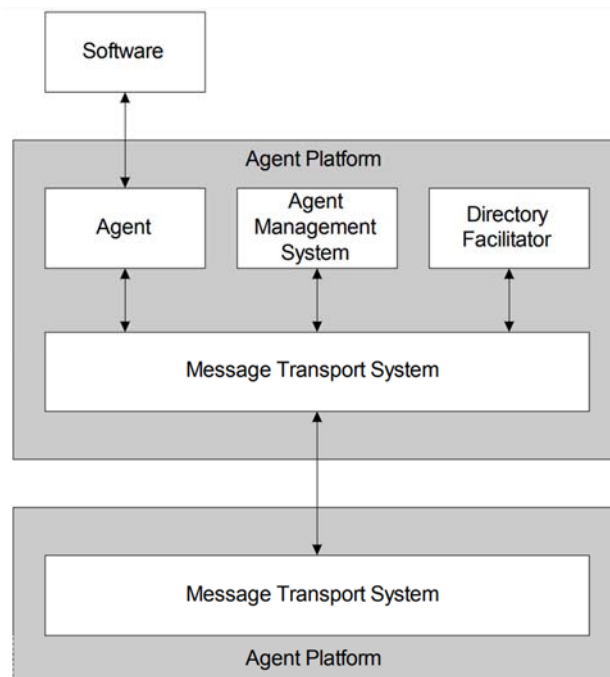 Software
Agent Platform
Agent
Agent
Management
System
Directory
Facilitator
Message Transport System
Message Transport System
Agent Platform